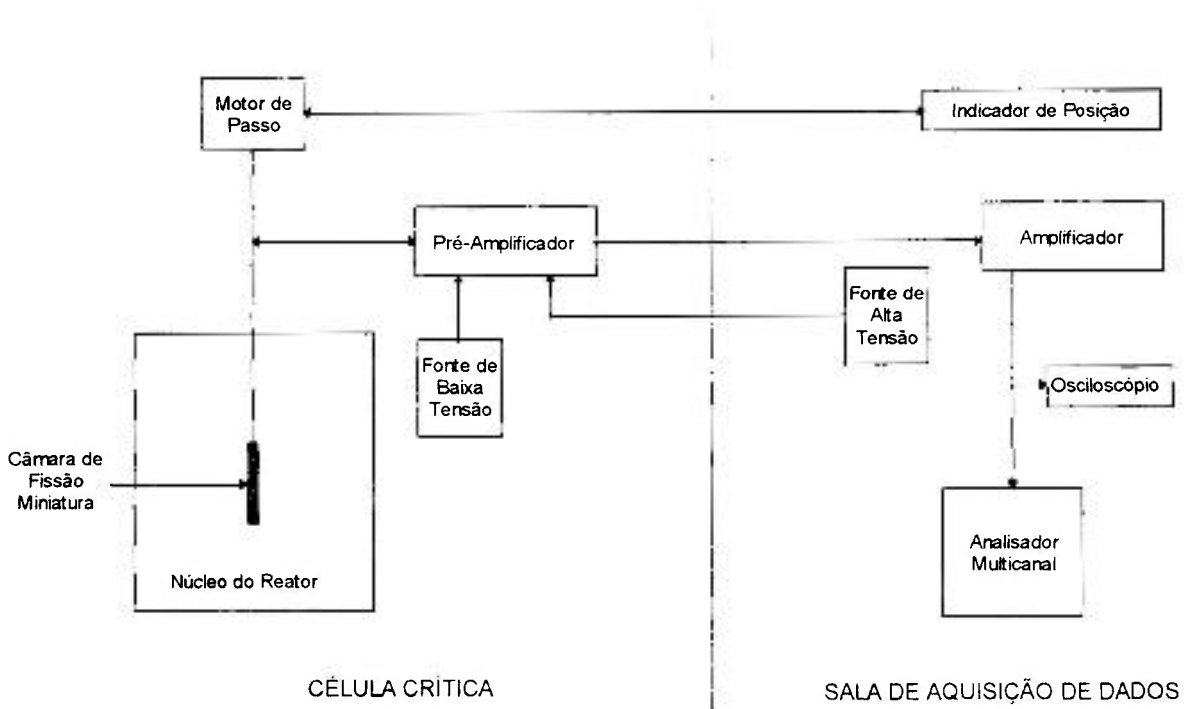 Motor de
Passo
Indicador de Posição
Pré-Amplificador
Amplificador
Fonte de
Alta
Tensão
Fonte de
Baixa
Tensão
Osciloscópio
Câmara de
Fissão
Miniatura
Analisador
Multicanal
Núcleo do Reator
CÉLULA CRÍTICA
SALA DE AQUISIÇÃO DE DADOS